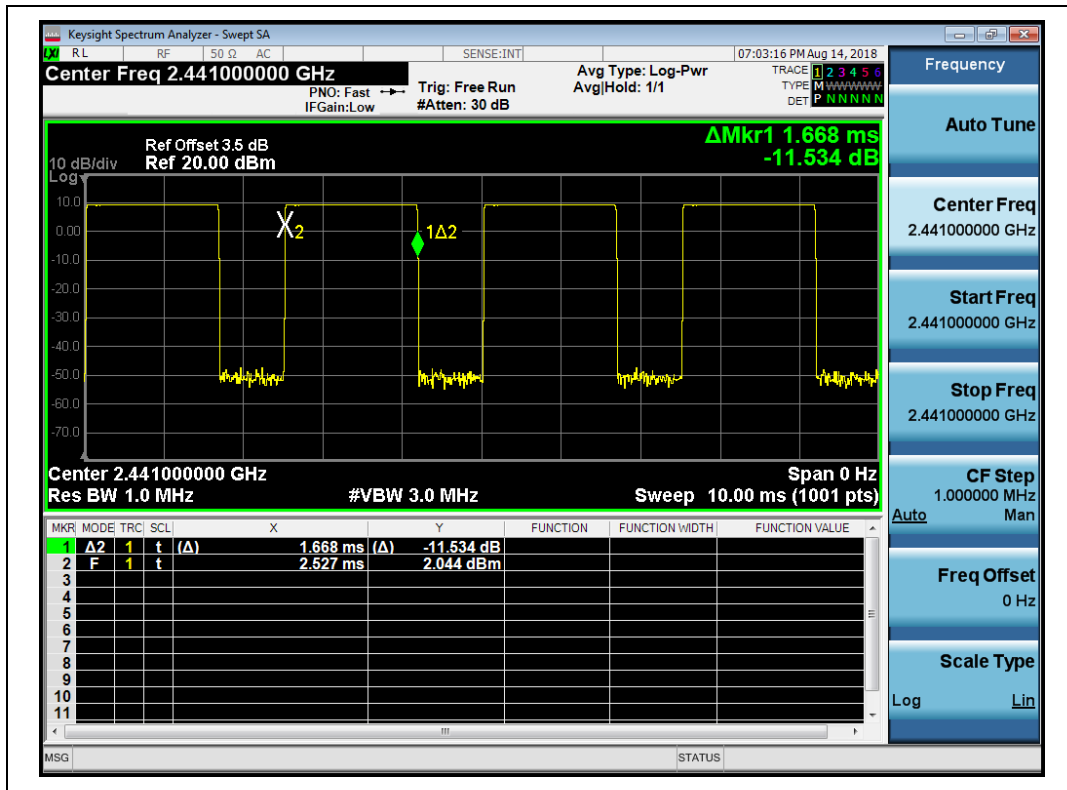 Keysight Spectrum Analyzer - Swept SA
LXI RL RF 50 Ω AC SENSE:INT 07:03:16 PM Aug 14, 2018
Center Freq 2.441000000 GHz
PNO: Fast
IFGain:Low
Trig: Free Run
#Atten: 30 dB
Avg Type: Log-Pwr
Avg|Hold: 1/1
TRACE 1 2 3 4 5 6
TYPE M WWWWW
DET P N N N N N
ΔMkr1 1.668 ms
-11.534 dB
Ref Offset 3.5 dB
10 dB/div Ref 20.00 dBm
Log
10.0
0.00
-10.0
-20.0
-30.0
-40.0
-50.0
-60.0
-70.0
X2
1Δ2
Center 2.441000000 GHz Span 0 Hz
Res BW 1.0 MHz #VBW 3.0 MHz Sweep 10.00 ms (1001 pts)
MKR MODE TRC SCL X Y FUNCTION FUNCTION WIDTH FUNCTION VALUE
1 Δ2 1 t (Δ) 1.668 ms (Δ) -11.534 dB
2 F 1 t 2.527 ms 2.044 dBm
3
4
5
6
7
8
9
10
11
MSG STATUS
Frequency
Auto Tune
Center Freq
2.441000000 GHz
Start Freq
2.441000000 GHz
Stop Freq
2.441000000 GHz
CF Step
1.000000 MHz
Auto Man
Freq Offset
0 Hz
Scale Type
Log Lin